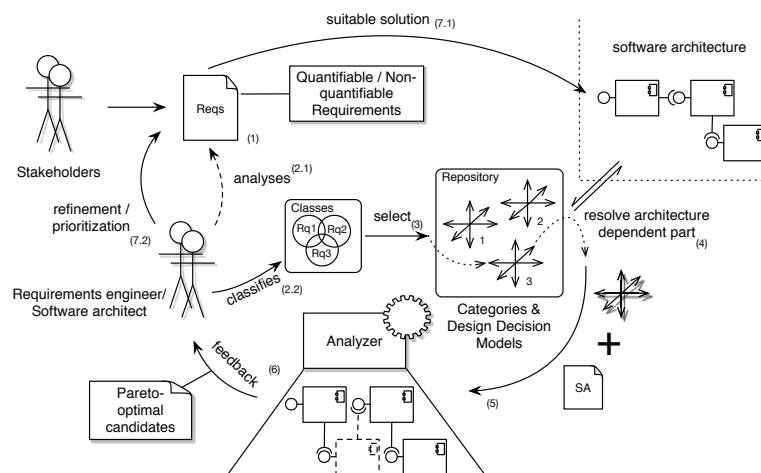 suitable solution (7.1)
software architecture
Quantifiable / Non-
quantifiable
Requirements
Reqs
(1)
Stakeholders
analyses (2.1)
refinement /
prioritization
(7.2)
Classes
Rq1
Rq2
Rq3
select (3)
Repository
1
2
3
resolve architecture
dependent part (4)
classifies (2.2)
Requirements engineer/
Software architect
Categories &
Design Decision
Models
Analyzer
+
feedback
(6)
SA
(5)
Pareto-
optimal
candidates